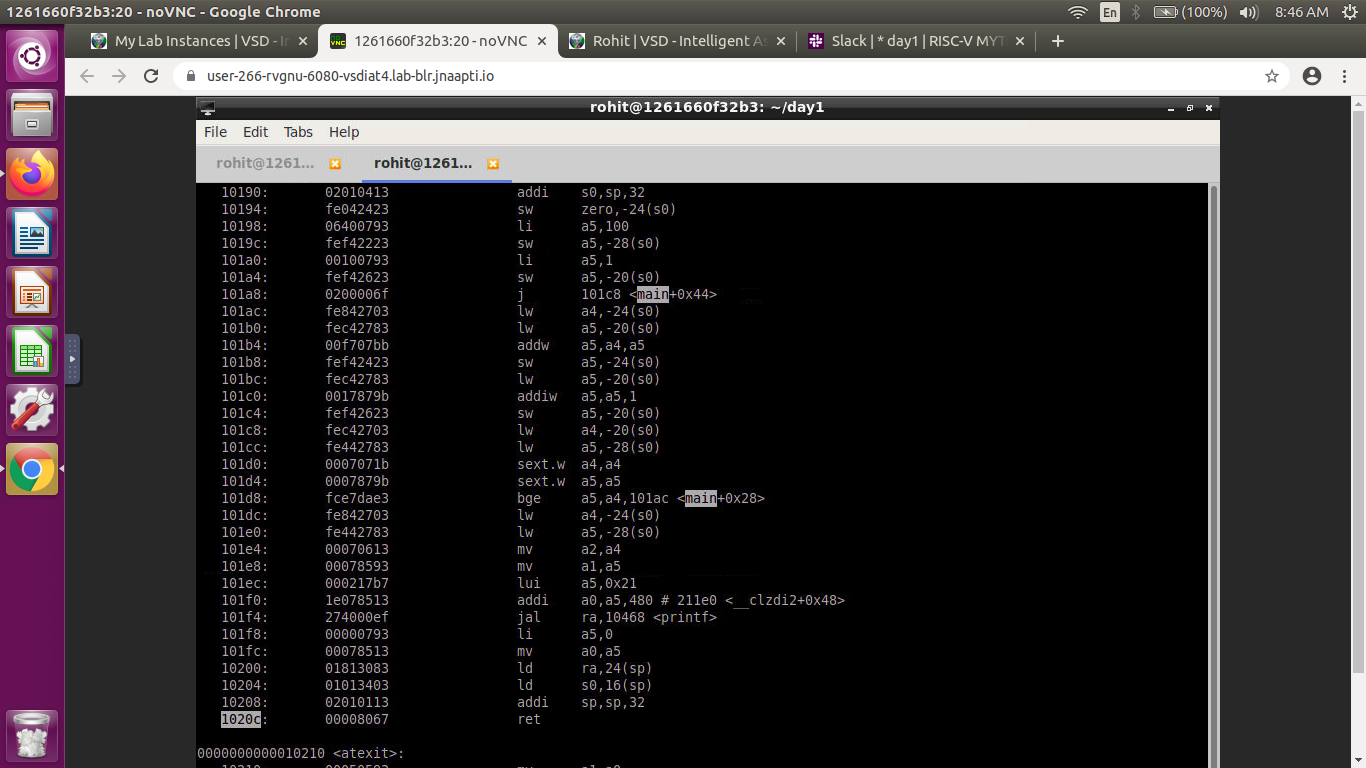 1261660f32b3:20 - noVNC - Google Chrome
En
(100%)
8:46 AM
My Lab Instances | VSD - In
1261660f32b3:20 - noVNC
Rohit | VSD - Intelligent As
Slack | * day1 | RISC-V MYT
user-266-rvgnu-6080-vsdiat4.lab-blr.jnaapti.io
rohit@1261660f32b3: ~/day1
File Edit Tabs Help
rohit@1261... rohit@1261...
10190: 02010413 addi s0,sp,32
10194: fe042423 sw zero,-24(s0)
10198: 06400793 li a5,100
1019c: fef42223 sw a5,-28(s0)
101a0: 00100793 li a5,1
101a4: fef42623 sw a5,-20(s0)
101a8: 0200006f j 101c8 <main+0x44>
101ac: fe842703 lw a4,-24(s0)
101b0: fec42783 lw a5,-20(s0)
101b4: 00f707bb addw a5,a4,a5
101b8: fef42423 sw a5,-24(s0)
101bc: fec42783 lw a5,-20(s0)
101c0: 0017879b addiw a5,a5,1
101c4: fef42623 sw a5,-20(s0)
101c8: fec42703 lw a4,-20(s0)
101cc: fe442783 lw a5,-28(s0)
101d0: 0007071b sext.w a4,a4
101d4: 0007879b sext.w a5,a5
101d8: fce7dae3 bge a5,a4,101ac <main+0x28>
101dc: fe842703 lw a4,-24(s0)
101e0: fe442783 lw a5,-28(s0)
101e4: 00070613 mv a2,a4
101e8: 00078593 mv a1,a5
101ec: 000217b7 lui a5,0x21
101f0: 1e078513 addi a0,a5,480 # 211e0 <__clzdi2+0x48>
101f4: 274000ef jal ra,10468 <printf>
101f8: 00000793 li a5,0
101fc: 00078513 mv a0,a5
10200: 01813083 ld ra,24(sp)
10204: 01013403 ld s0,16(sp)
10208: 02010113 addi sp,sp,32
1020c: 00008067 ret
0000000000010210 <atexit>: